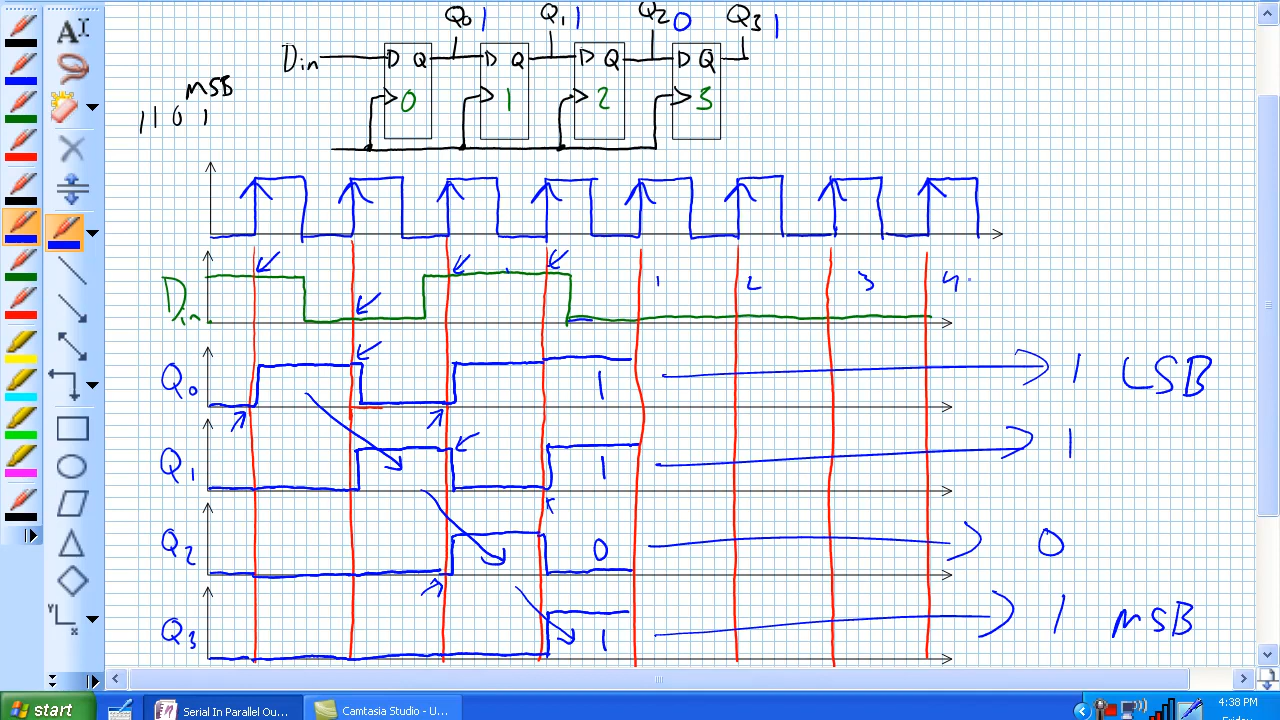 Q0 1 Q1 1 Q2 0 Q3 1
Din D Q D Q D Q D Q
MSB
0 1 2 3
1 1 0 1
Din 1 2 3 4
Q0 1 1 LSB
Q1 1 1
Q2 0 0
Q3 1 1 MSB
start Serial In Parallel Ou... Camtasia Studio - U... 4:38 PM
Friday